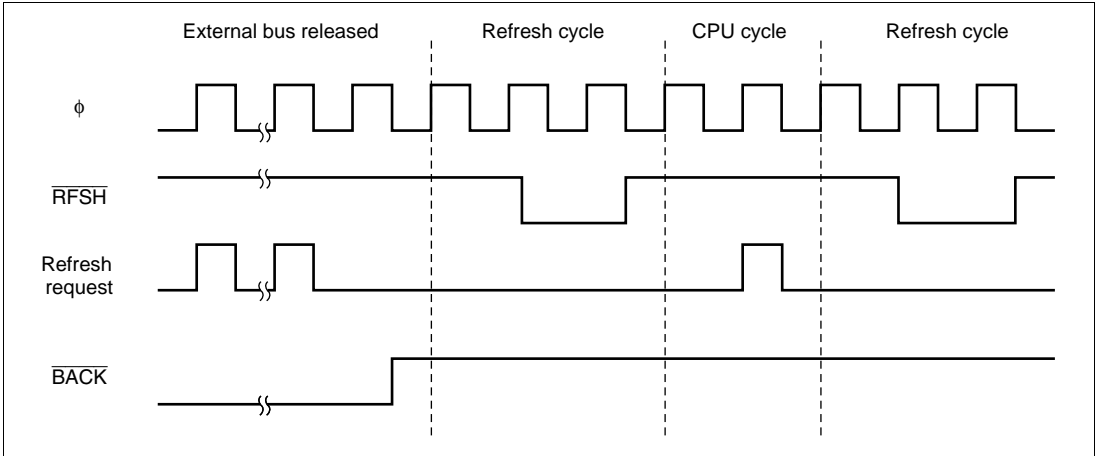 External bus released Refresh cycle CPU cycle Refresh cycle
ϕ
RFSH
Refresh
request
BACK